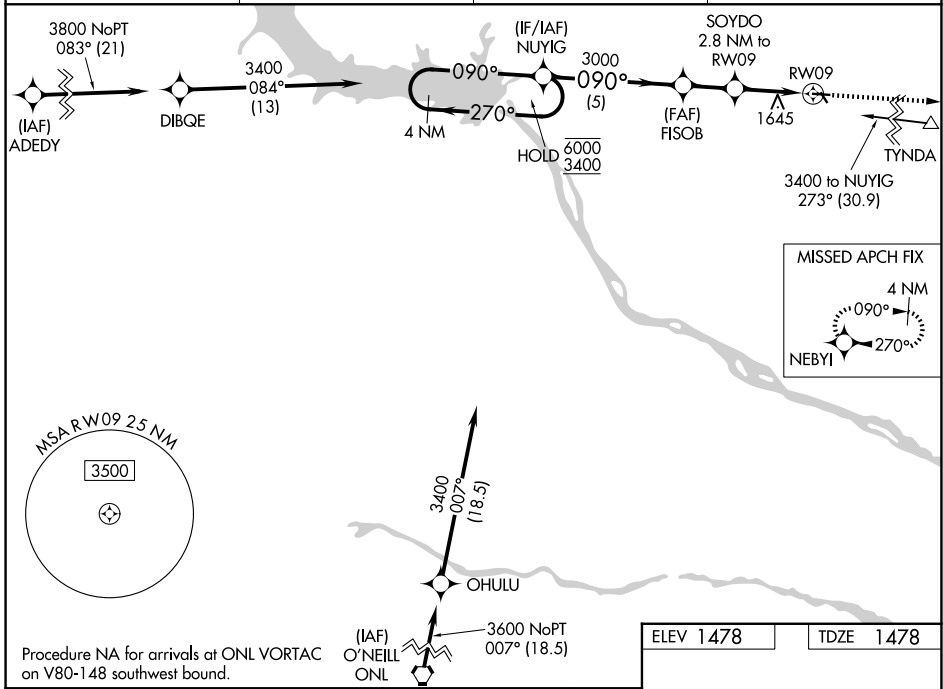 3800 NoPT
083° (21)
(IAF)
ADEDY
DIBQE
3400
084°
(13)
090°
270°
4 NM
(IF/IAF)
NUYIG
HOLD 6000
3400
3000
090°
(5)
(FAF)
FISOB
SOYDO
2.8 NM to
RW09
RW09
1645
TYNDA
3400 to NUYIG
273° (30.9)
MISSED APCH FIX
4 NM
090°
270°
NEBYI
MSA RW09 25 NM
3500
3400
007°
(18.5)
OHULU
3600 NoPT
007° (18.5)
(IAF)
O'NEILL
ONL
Procedure NA for arrivals at ONL VORTAC
on V80-148 southwest bound.
ELEV 1478
TDZE 1478